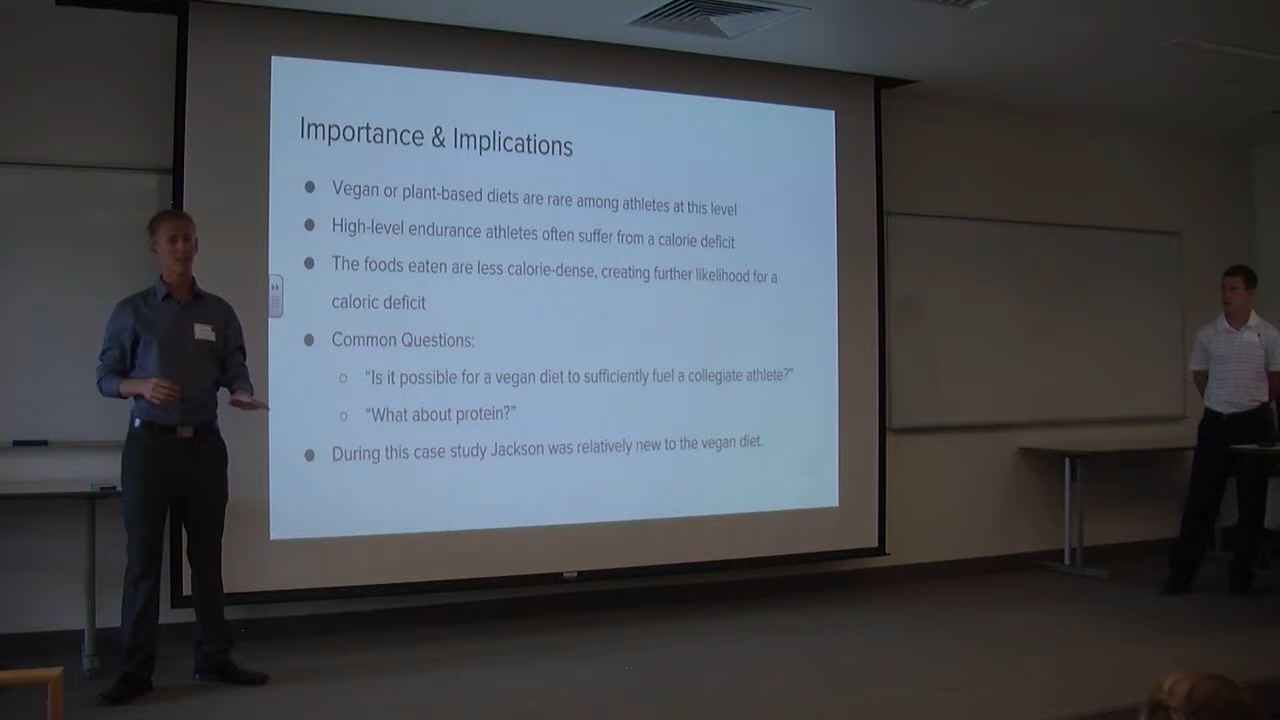 Importance & Implications
● Vegan or plant-based diets are rare among athletes at this level
● High-level endurance athletes often suffer from a calorie deficit
● The foods eaten are less calorie-dense, creating further likelihood for a
caloric deficit
● Common Questions:
○ “Is it possible for a vegan diet to sufficiently fuel a collegiate athlete?”
○ “What about protein?”
● During this case study Jackson was relatively new to the vegan diet.